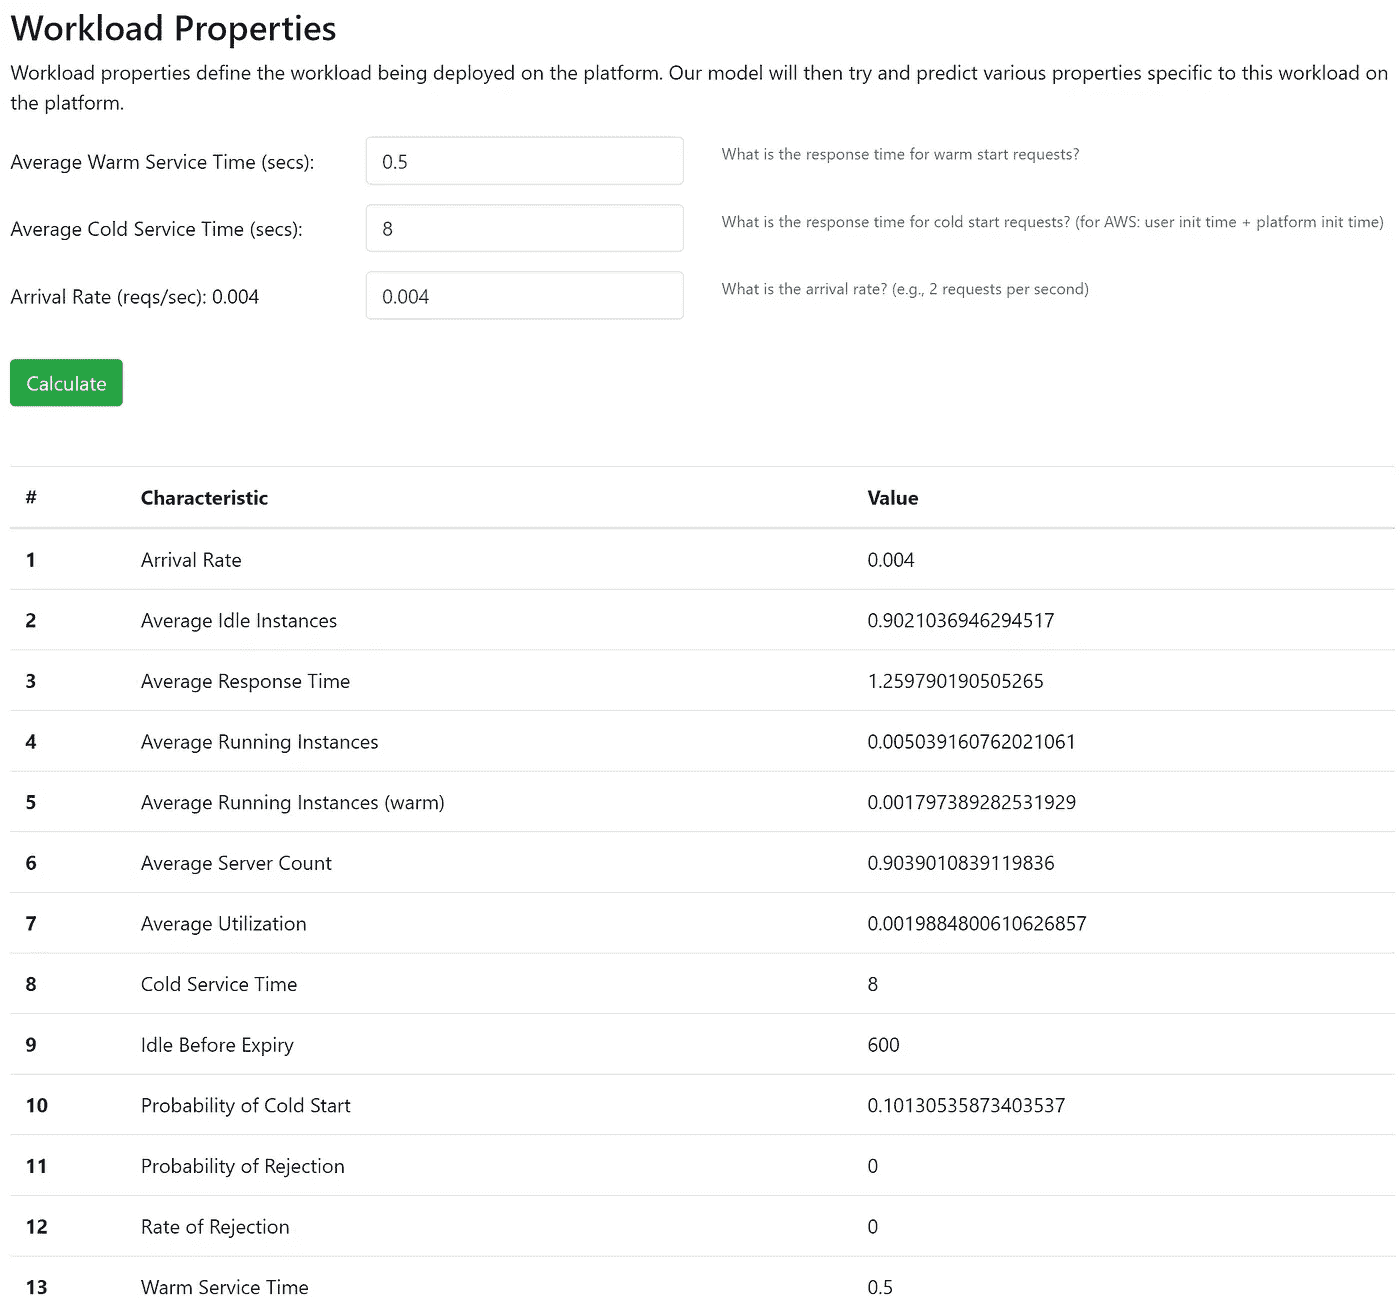 Workload Properties
Workload properties define the workload being deployed on the platform. Our model will then try and predict various properties specific to this workload on
the platform.
Average Warm Service Time (secs): 0.5 What is the response time for warm start requests?
Average Cold Service Time (secs): 8 What is the response time for cold start requests? (for AWS: user init time + platform init time)
Arrival Rate (reqs/sec): 0.004 0.004 What is the arrival rate? (e.g., 2 requests per second)
Calculate
# Characteristic Value
1 Arrival Rate 0.004
2 Average Idle Instances 0.9021036946294517
3 Average Response Time 1.259790190505265
4 Average Running Instances 0.005039160762021061
5 Average Running Instances (warm) 0.001797389282531929
6 Average Server Count 0.9039010839119836
7 Average Utilization 0.0019884800610626857
8 Cold Service Time 8
9 Idle Before Expiry 600
10 Probability of Cold Start 0.10130535873403537
11 Probability of Rejection 0
12 Rate of Rejection 0
13 Warm Service Time 0.5